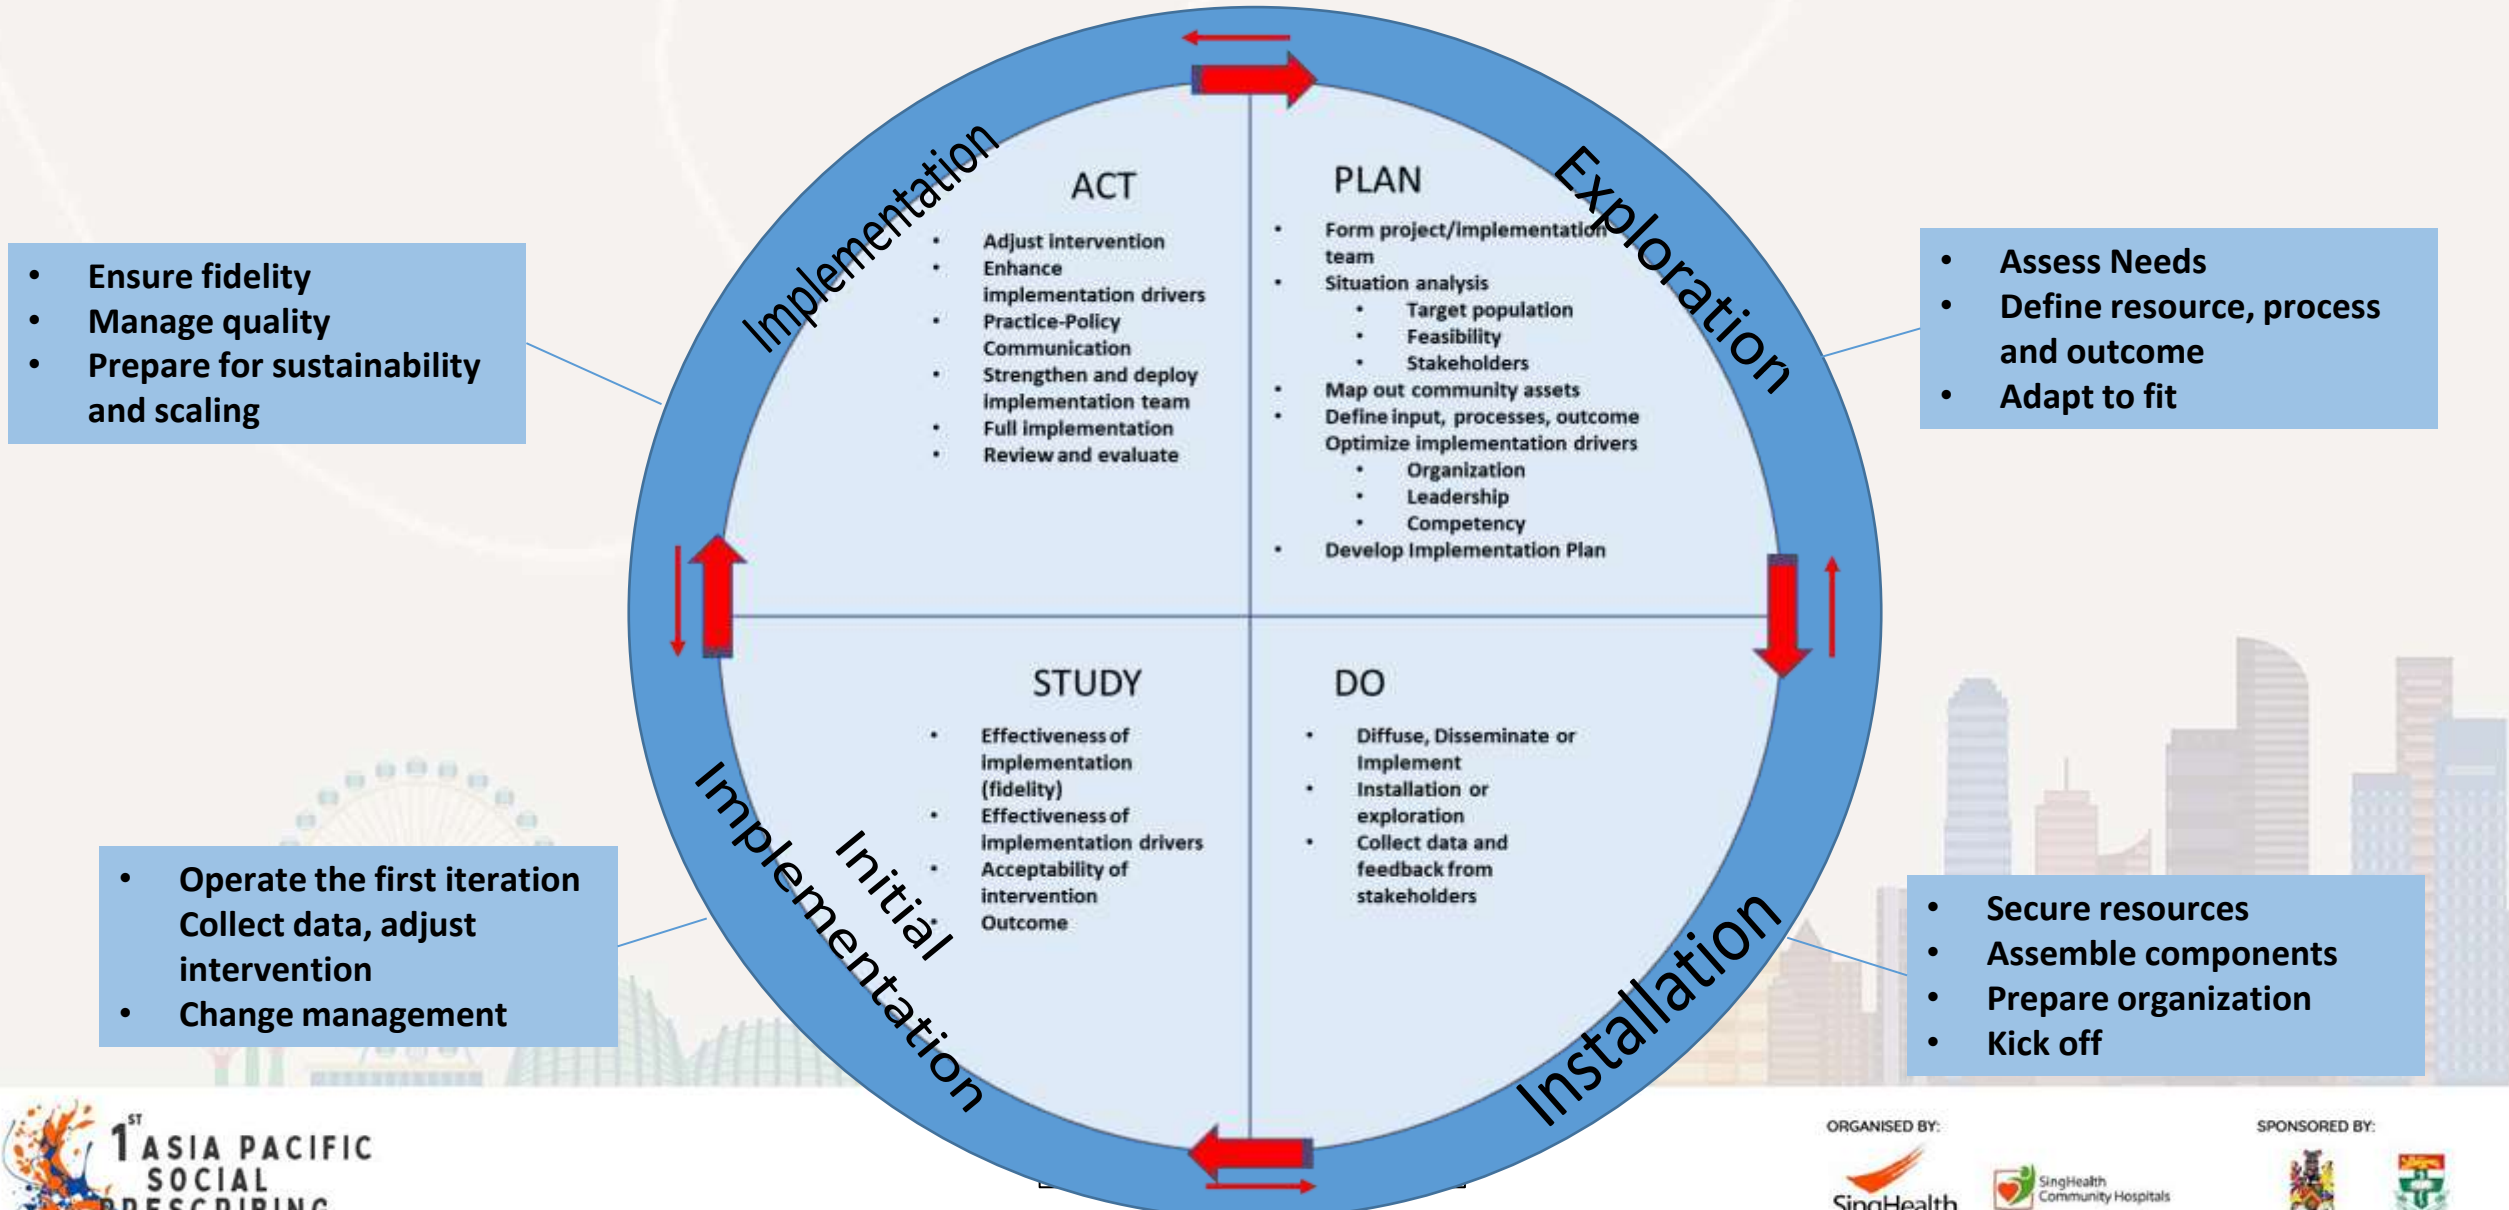 Implementation
Exploration
ACT
• Adjust intervention
• Enhance
implementation drivers
• Practice-Policy
Communication
• Strengthen and deploy
implementation team
• Full implementation
• Review and evaluate
PLAN
• Form project/implementation
team
• Situation analysis
• Target population
• Feasibility
• Stakeholders
• Map out community assets
• Define input, processes, outcome
Optimize implementation drivers
• Organization
• Leadership
• Competency
• Develop Implementation Plan
• Ensure fidelity
• Manage quality
• Prepare for sustainability
and scaling
• Assess Needs
• Define resource, process
and outcome
• Adapt to fit
STUDY
• Effectiveness of
implementation
(fidelity)
• Effectiveness of
implementation drivers
• Acceptability of
intervention
• Outcome
DO
• Diffuse, Disseminate or
Implement
• Installation or
exploration
• Collect data and
feedback from
stakeholders
Initial
Implementation
Installation
• Operate the first iteration
Collect data, adjust
intervention
• Change management
• Secure resources
• Assemble components
• Prepare organization
• Kick off
1ST ASIA PACIFIC
SOCIAL
PRESCRIBING
ORGANISED BY:
SingHealth
SingHealth
Community Hospitals
SPONSORED BY: